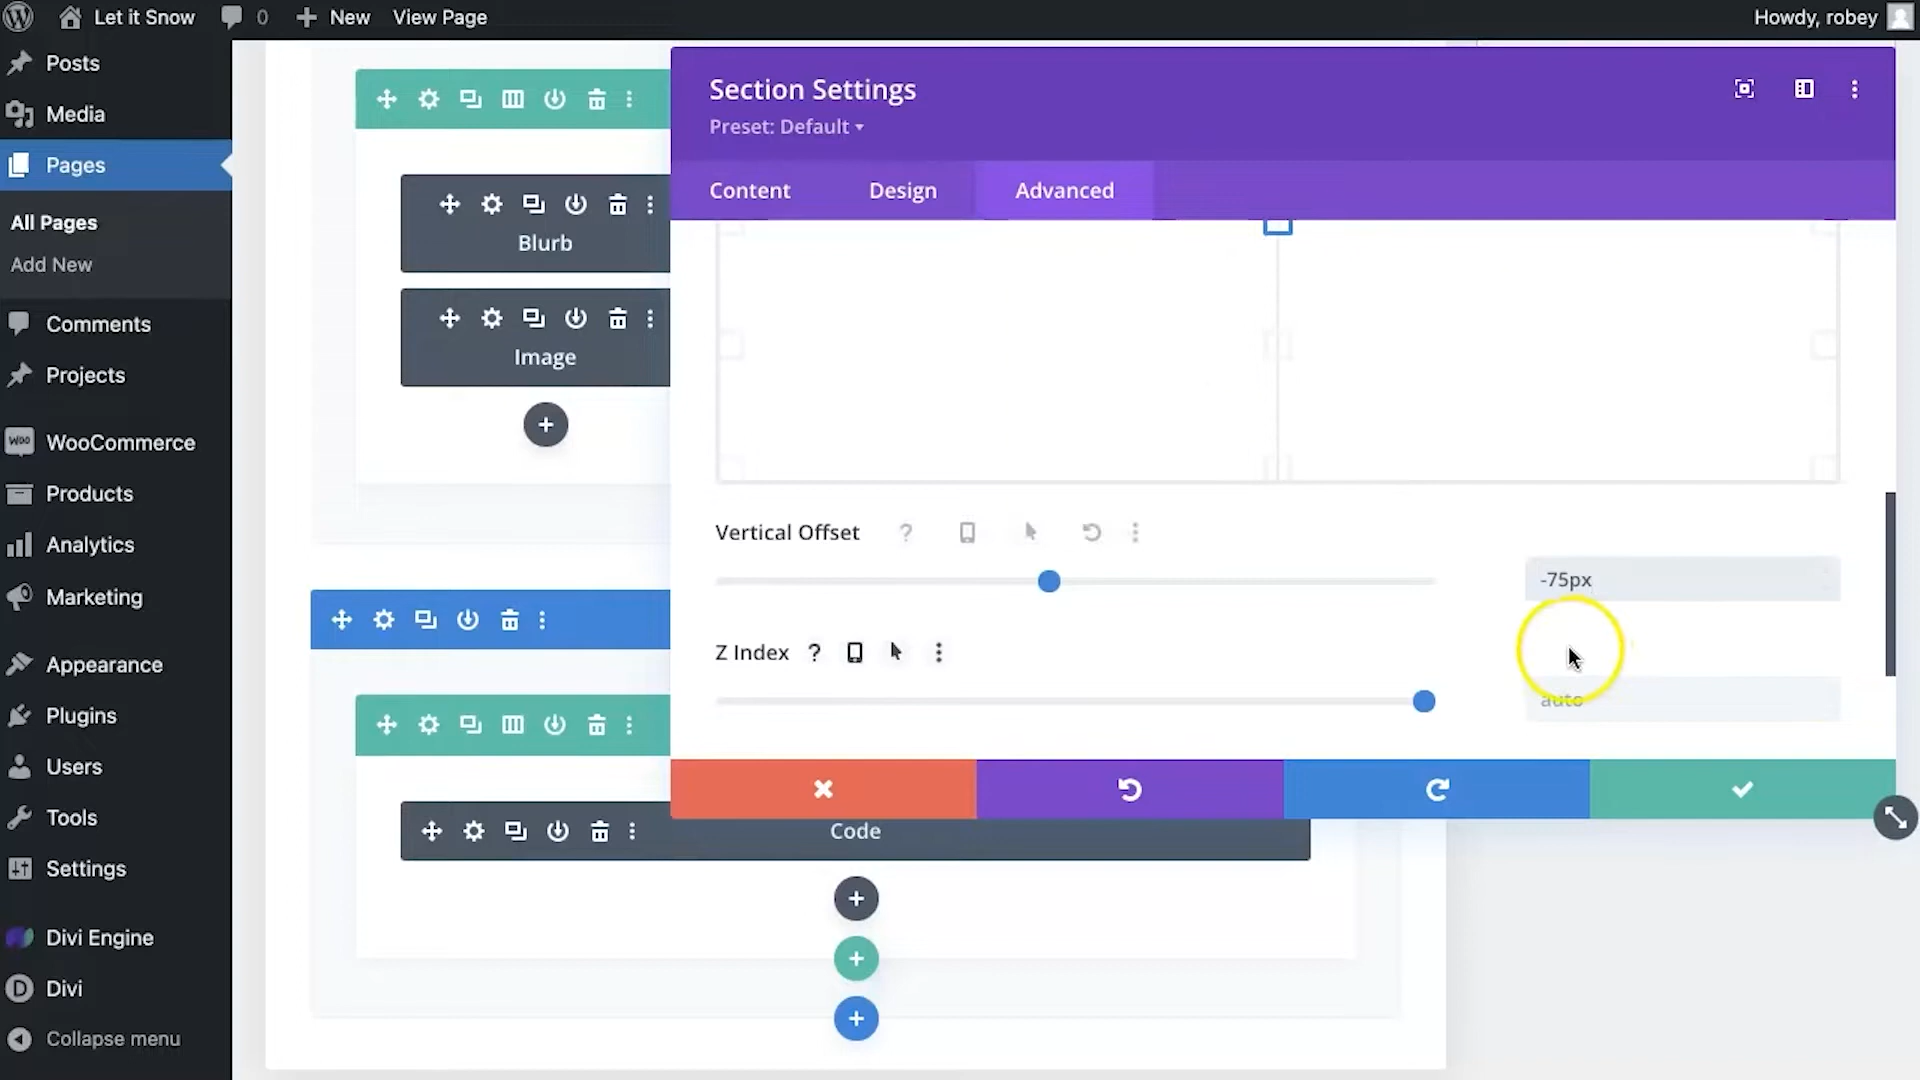 Let it Snow
0
New
View Page
Howdy, robey
Posts
Media
Pages
All Pages
Add New
Comments
Projects
WOO
WooCommerce
Products
Analytics
Marketing
Appearance
Plugins
Users
Tools
Settings
Divi Engine
D
Divi
Collapse menu
Blurb
Image
Section Settings
Preset: Default
Content
Design
Advanced
Vertical Offset
?
-75px
Z Index
?
auto
Code